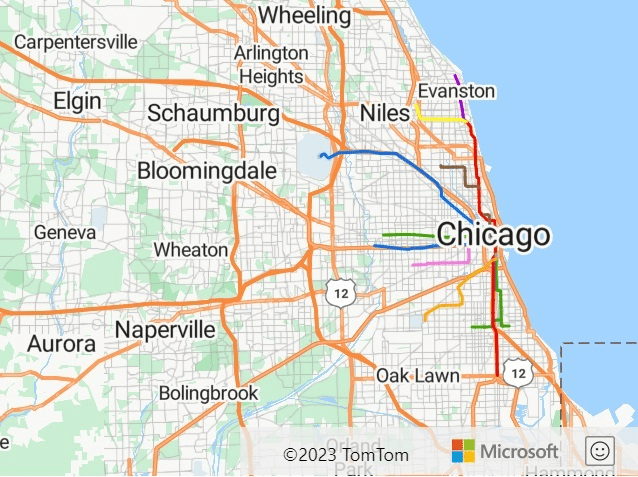 Wheeling
Carpentersville
Arlington
Heights
Evanston
Elgin
Schaumburg
Niles
Bloomingdale
Geneva
Chicago
Wheaton
12
Naperville
Aurora
12
Oak Lawn
Bolingbrook
e
Orland
Park
©2023 TomTom
Microsoft
Hammond